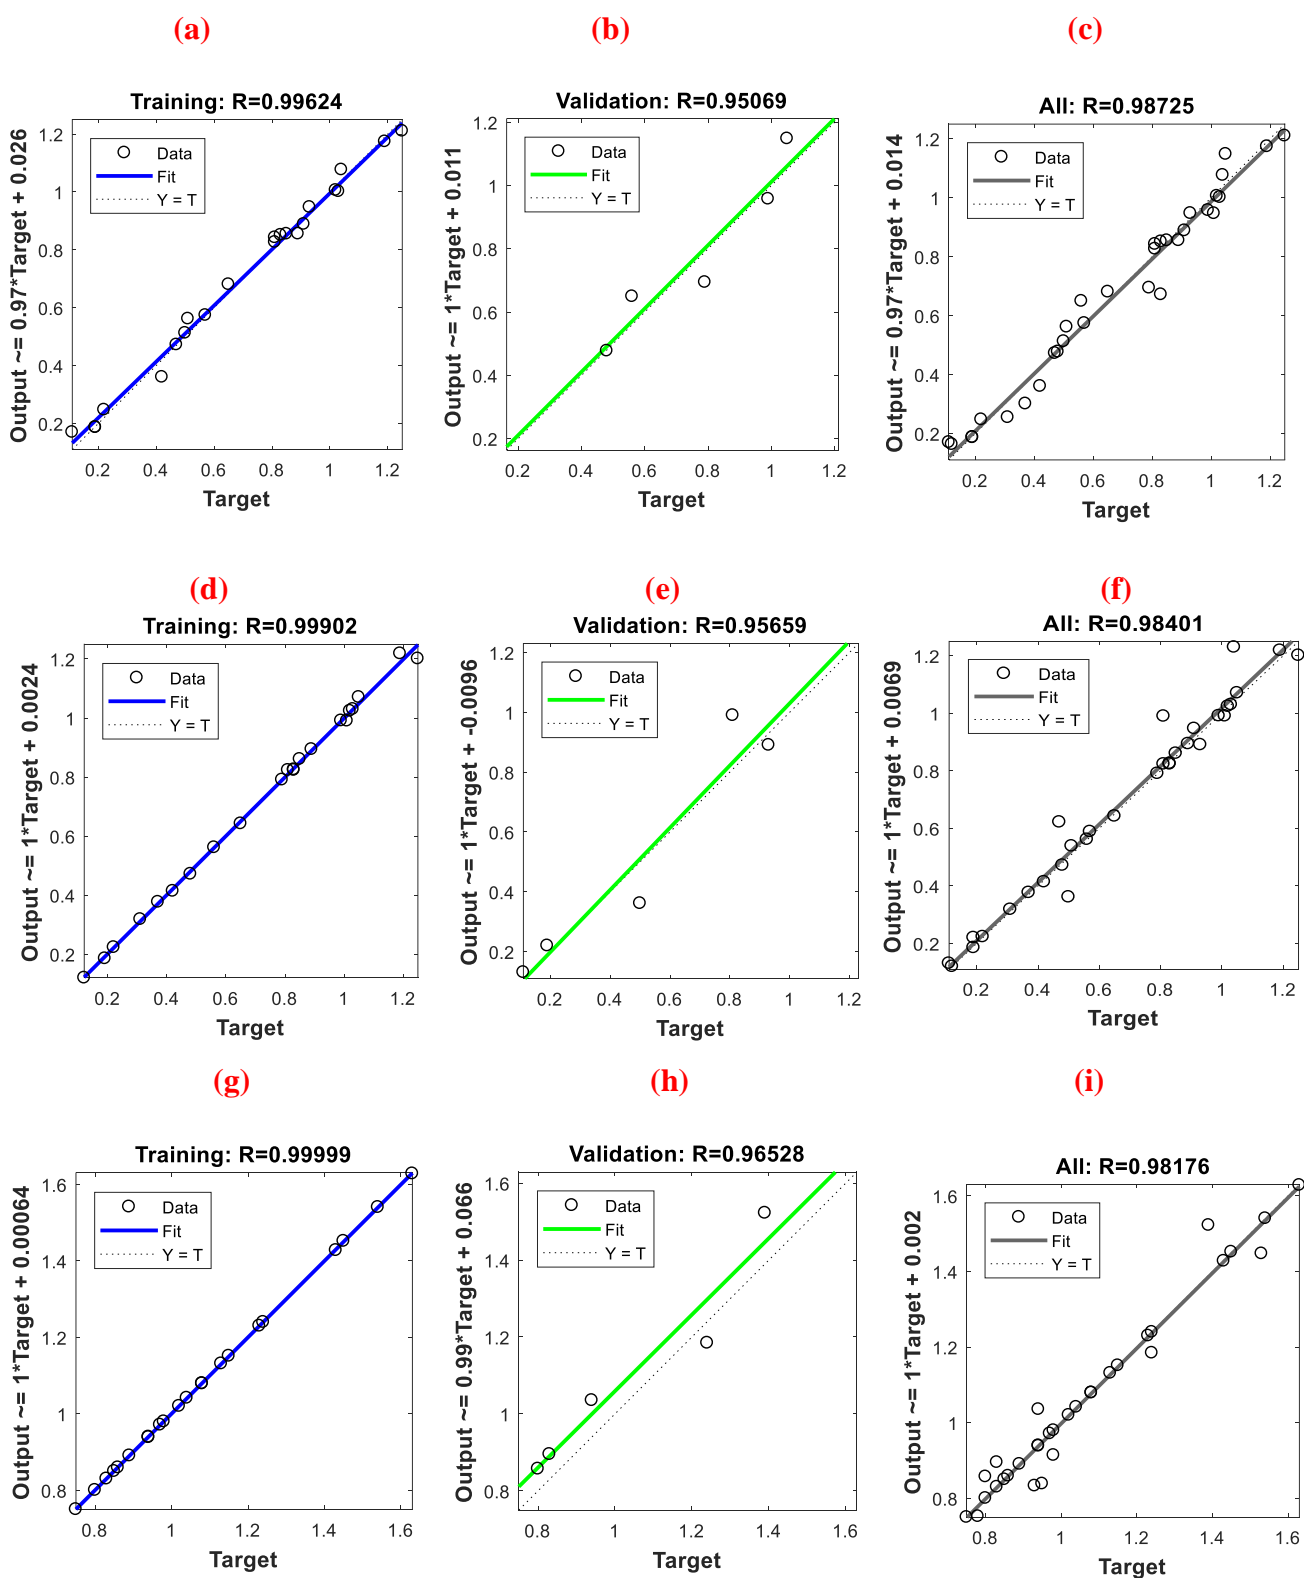 (a) (b) (c)
Training: R=0.99624
Output ~= 0.97*Target + 0.026
Data
Fit
Y = T
1.2
1
0.8
0.6
0.4
0.2
0.2 0.4 0.6 0.8 1 1.2
Target
Validation: R=0.95069
Output ~= 1*Target + 0.011
Data
Fit
Y = T
1.2
1
0.8
0.6
0.4
0.2
0.2 0.4 0.6 0.8 1 1.2
Target
All: R=0.98725
Output ~= 0.97*Target + 0.014
Data
Fit
Y = T
1.2
1
0.8
0.6
0.4
0.2
0.2 0.4 0.6 0.8 1 1.2
Target
(d) (e) (f)
Training: R=0.99902
Output ~= 1*Target + 0.0024
Data
Fit
Y = T
1.2
1
0.8
0.6
0.4
0.2
0.2 0.4 0.6 0.8 1 1.2
Target
Validation: R=0.95659
Output ~= 1*Target + -0.0096
Data
Fit
Y = T
1.2
1
0.8
0.6
0.4
0.2
0.2 0.4 0.6 0.8 1 1.2
Target
All: R=0.98401
Output ~= 1*Target + 0.0069
Data
Fit
Y = T
1.2
1
0.8
0.6
0.4
0.2
0.2 0.4 0.6 0.8 1 1.2
Target
(g) (h) (i)
Training: R=0.99999
Output ~= 1*Target + 0.00064
Data
Fit
Y = T
1.6
1.4
1.2
1
0.8
0.8 1 1.2 1.4 1.6
Target
Validation: R=0.96528
Output ~= 0.99*Target + 0.066
Data
Fit
Y = T
1.6
1.4
1.2
1
0.8
0.8 1 1.2 1.4 1.6
Target
All: R=0.98176
Output ~= 1*Target + 0.002
Data
Fit
Y = T
1.6
1.4
1.2
1
0.8
0.8 1 1.2 1.4 1.6
Target